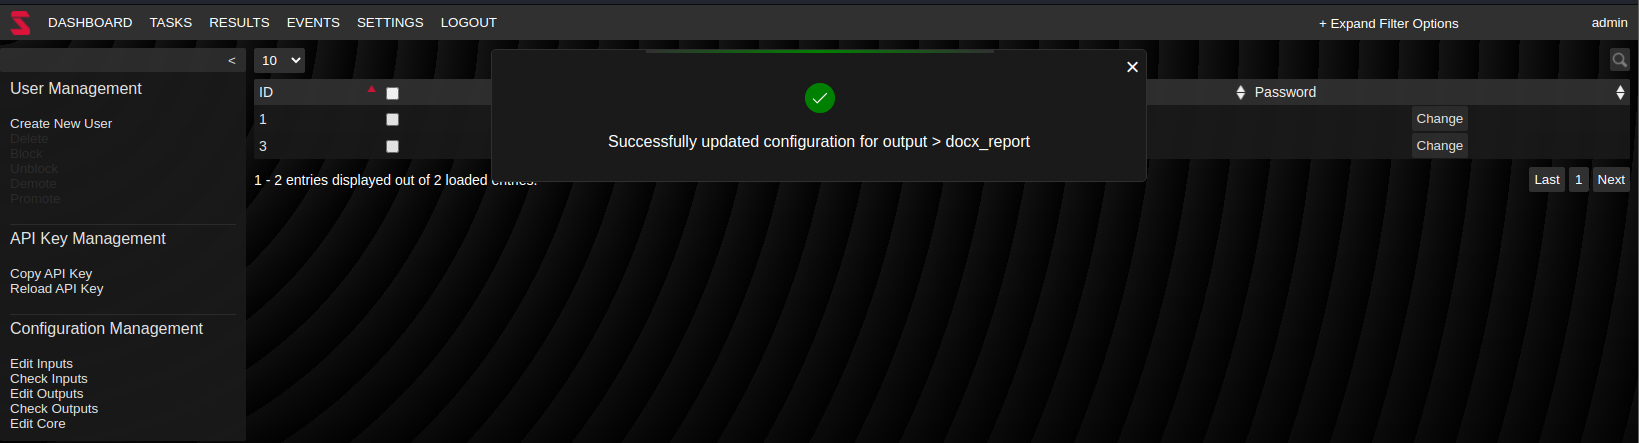 DASHBOARD TASKS RESULTS EVENTS SETTINGS LOGOUT + Expand Filter Options admin
<
User Management
Create New User
Delete
Block
Unblock
Demote
Promote
API Key Management
Copy API Key
Reload API Key
Configuration Management
Edit Inputs
Check Inputs
Edit Outputs
Check Outputs
Edit Core
10
ID Password
1 Change
3 Change
1 - 2 entries displayed out of 2 loaded entries.
Last 1 Next
Successfully updated configuration for output > docx_report